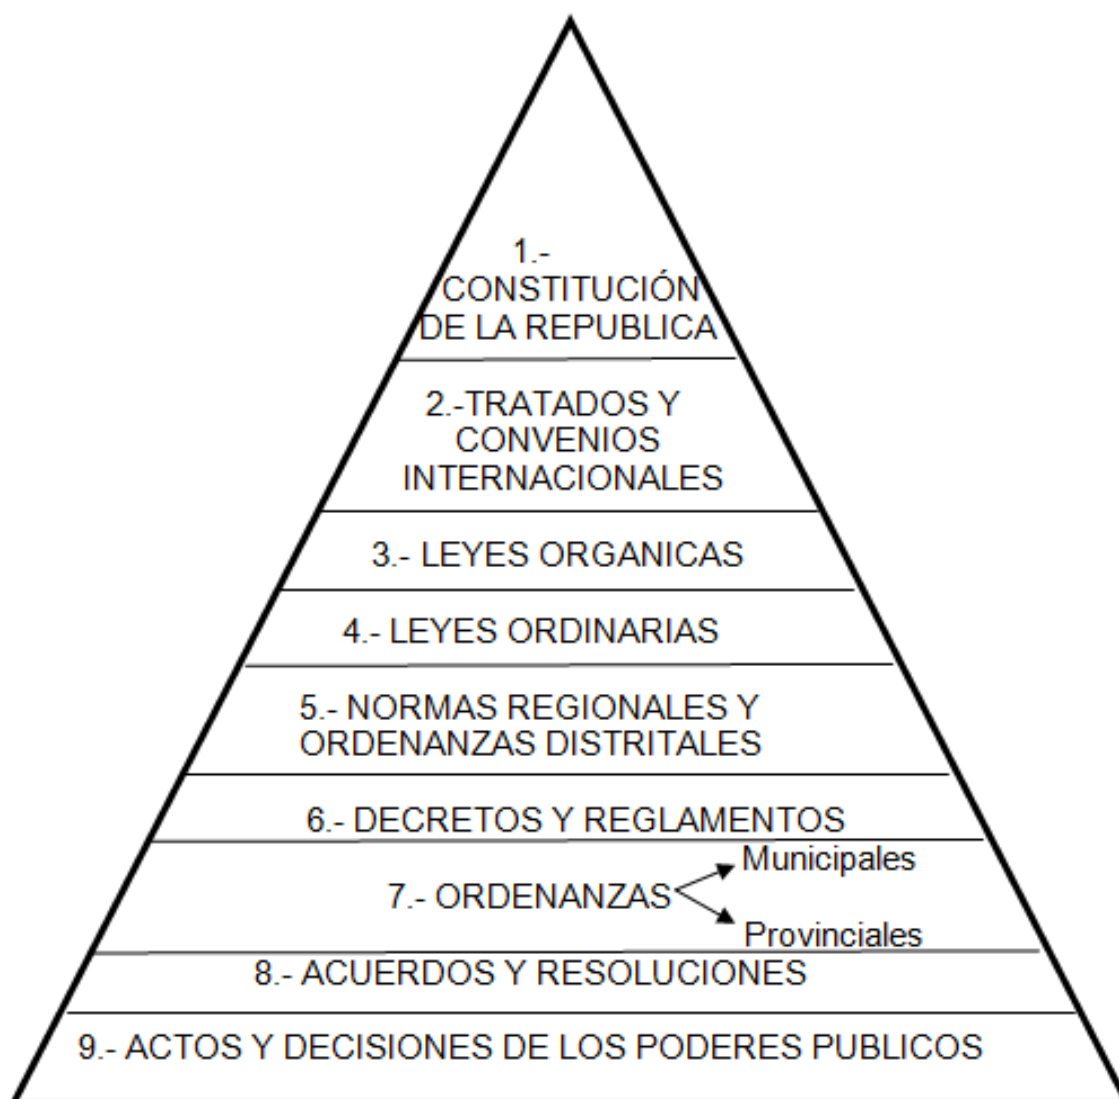 1.-
CONSTITUCIÓN
DE LA REPUBLICA
2.-TRATADOS Y
CONVENIOS
INTERNACIONALES
3.- LEYES ORGANICAS
4.- LEYES ORDINARIAS
5.- NORMAS REGIONALES Y
ORDENANZAS DISTRITALES
6.- DECRETOS Y REGLAMENTOS
Municipales
7.- ORDENANZAS
Provinciales
8.- ACUERDOS Y RESOLUCIONES
9.- ACTOS Y DECISIONES DE LOS PODERES PUBLICOS